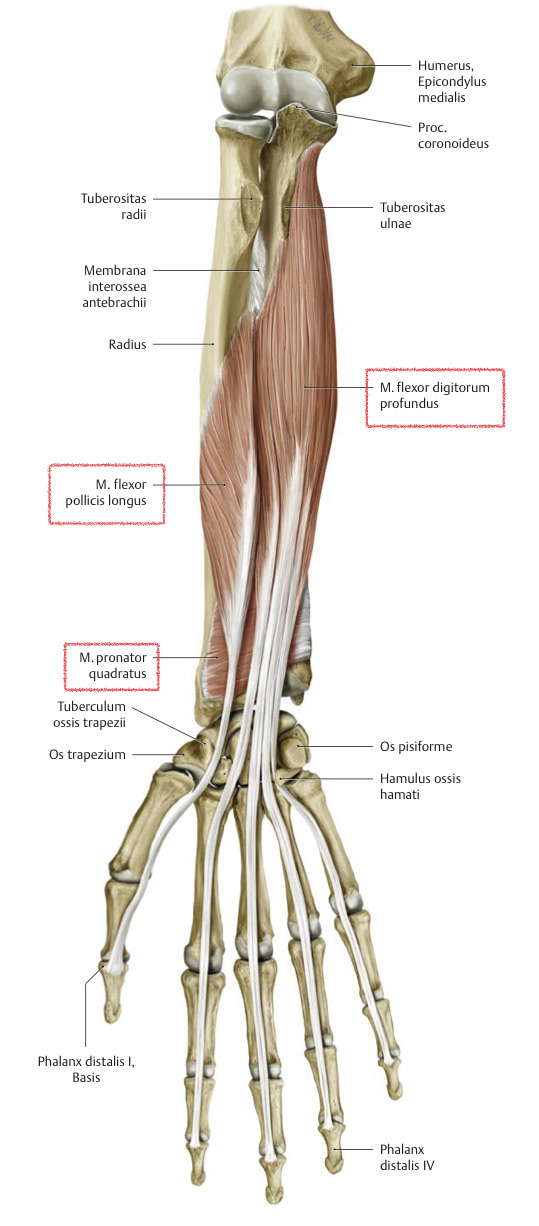 Humerus,
Epicondylus
medialis
Proc.
coronoideus
Tuberositas
radii
Tuberositas
ulnae
Membrana
interossea
antebrachii
Radius
M. flexor digitorum
profundus
M. flexor
pollicis longus
M. pronator
quadratus
Tuberculum
ossis trapezii
Os trapezium
Os pisiforme
Hamulus ossis
hamati
Phalanx distalis I,
Basis
Phalanx
distalis IV